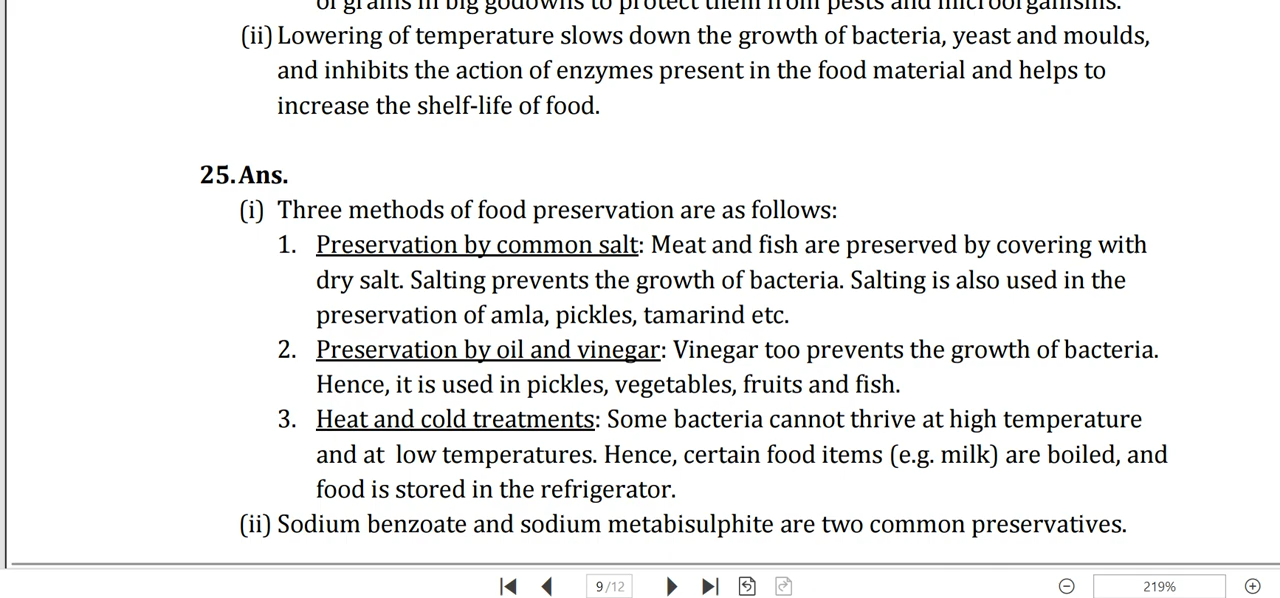 of grains in big godowns to protect them from pests and microorganisms.
(ii) Lowering of temperature slows down the growth of bacteria, yeast and moulds,
and inhibits the action of enzymes present in the food material and helps to
increase the shelf-life of food.
25. Ans.
(i) Three methods of food preservation are as follows:
1. Preservation by common salt: Meat and fish are preserved by covering with
dry salt. Salting prevents the growth of bacteria. Salting is also used in the
preservation of amla, pickles, tamarind etc.
2. Preservation by oil and vinegar: Vinegar too prevents the growth of bacteria.
Hence, it is used in pickles, vegetables, fruits and fish.
3. Heat and cold treatments: Some bacteria cannot thrive at high temperature
and at low temperatures. Hence, certain food items (e.g. milk) are boiled, and
food is stored in the refrigerator.
(ii) Sodium benzoate and sodium metabisulphite are two common preservatives.
9/12 219%